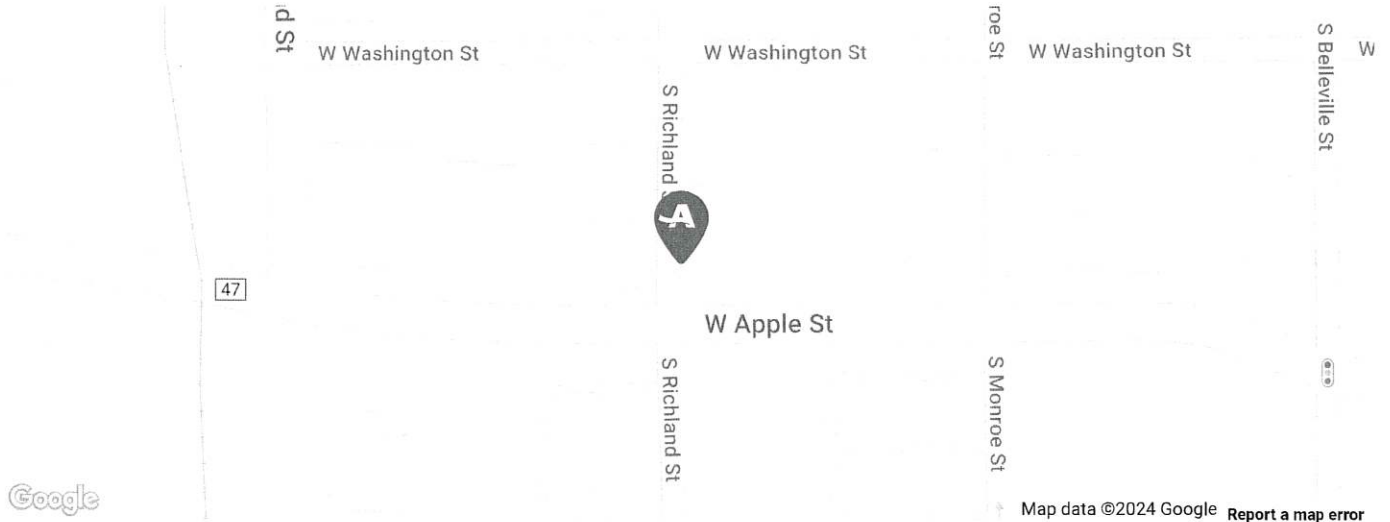 d St
W Washington St
W Washington St
roe St
W Washington St
S Belleville St
W
S Richland S
A
47
W Apple St
S Richland St
S Monroe St
Google
Map data ©2024 Google
Report a map error